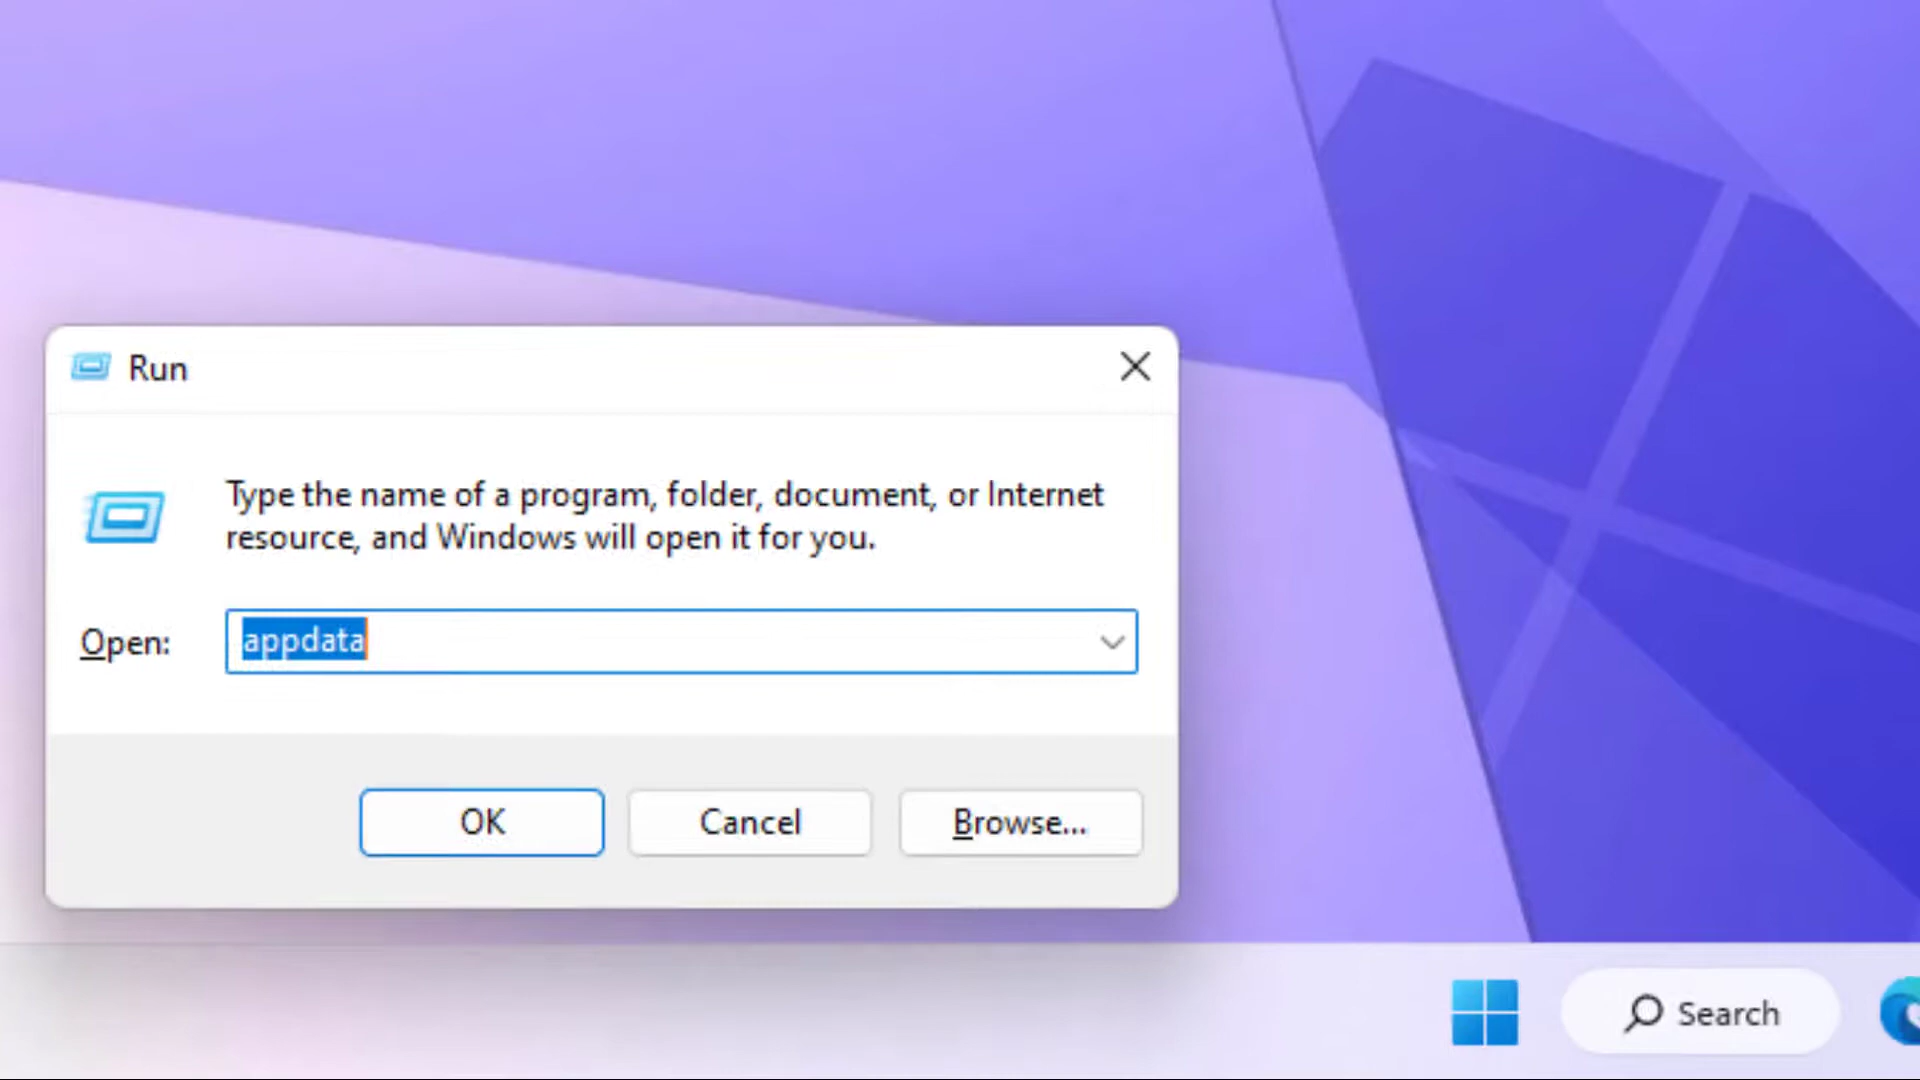 Run
Type the name of a program, folder, document, or Internet
resource, and Windows will open it for you.
Open:
appdata
OK
Cancel
Browse...
Search